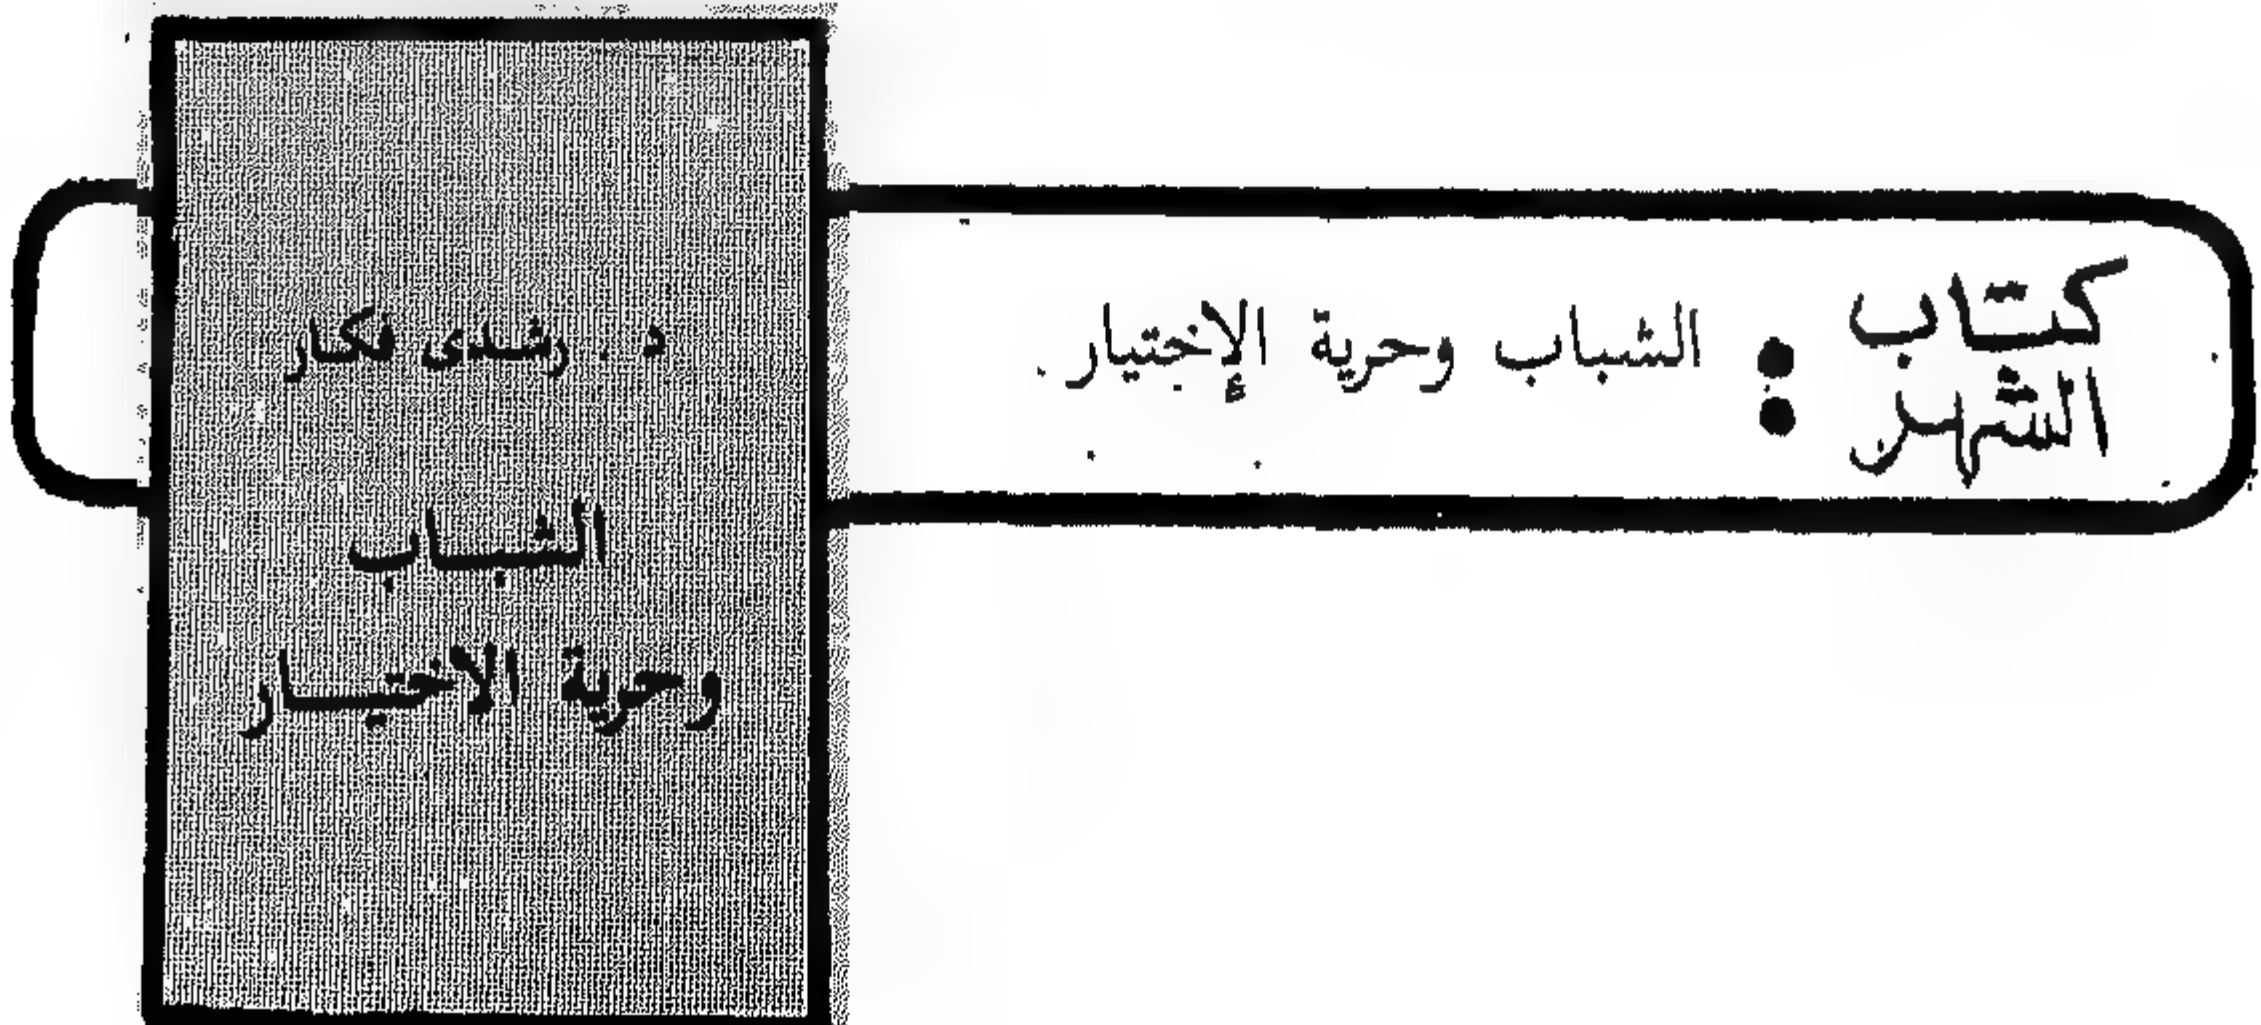 كتاب
الشهر
: الشباب وحرية الإختيار .
د . رشدى فكار
الشباب
وحرية الاختيار